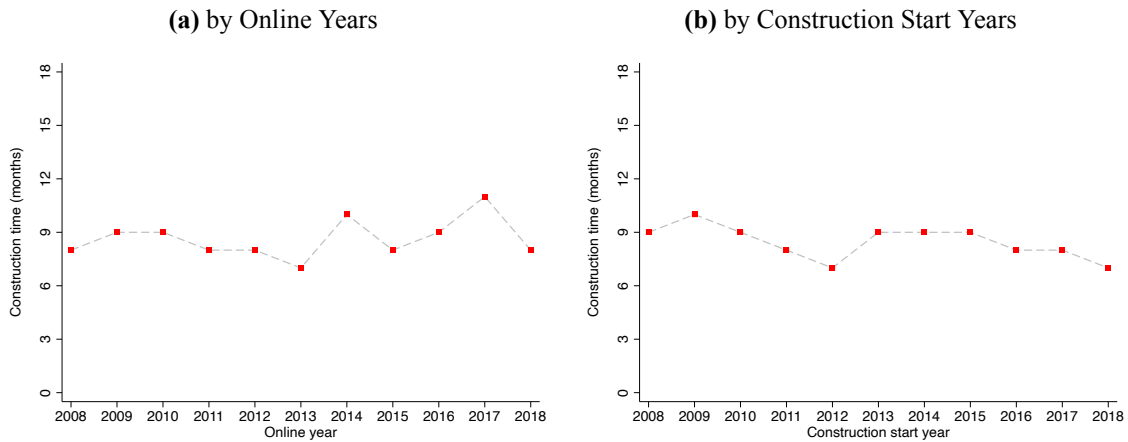 (a) by Online Years
18
15
12
9
6
3
0
Construction time (months)
2008 2009 2010 2011 2012 2013 2014 2015 2016 2017 2018
Online year
(b) by Construction Start Years
18
15
12
9
6
3
0
Construction time (months)
2008 2009 2010 2011 2012 2013 2014 2015 2016 2017 2018
Construction start year